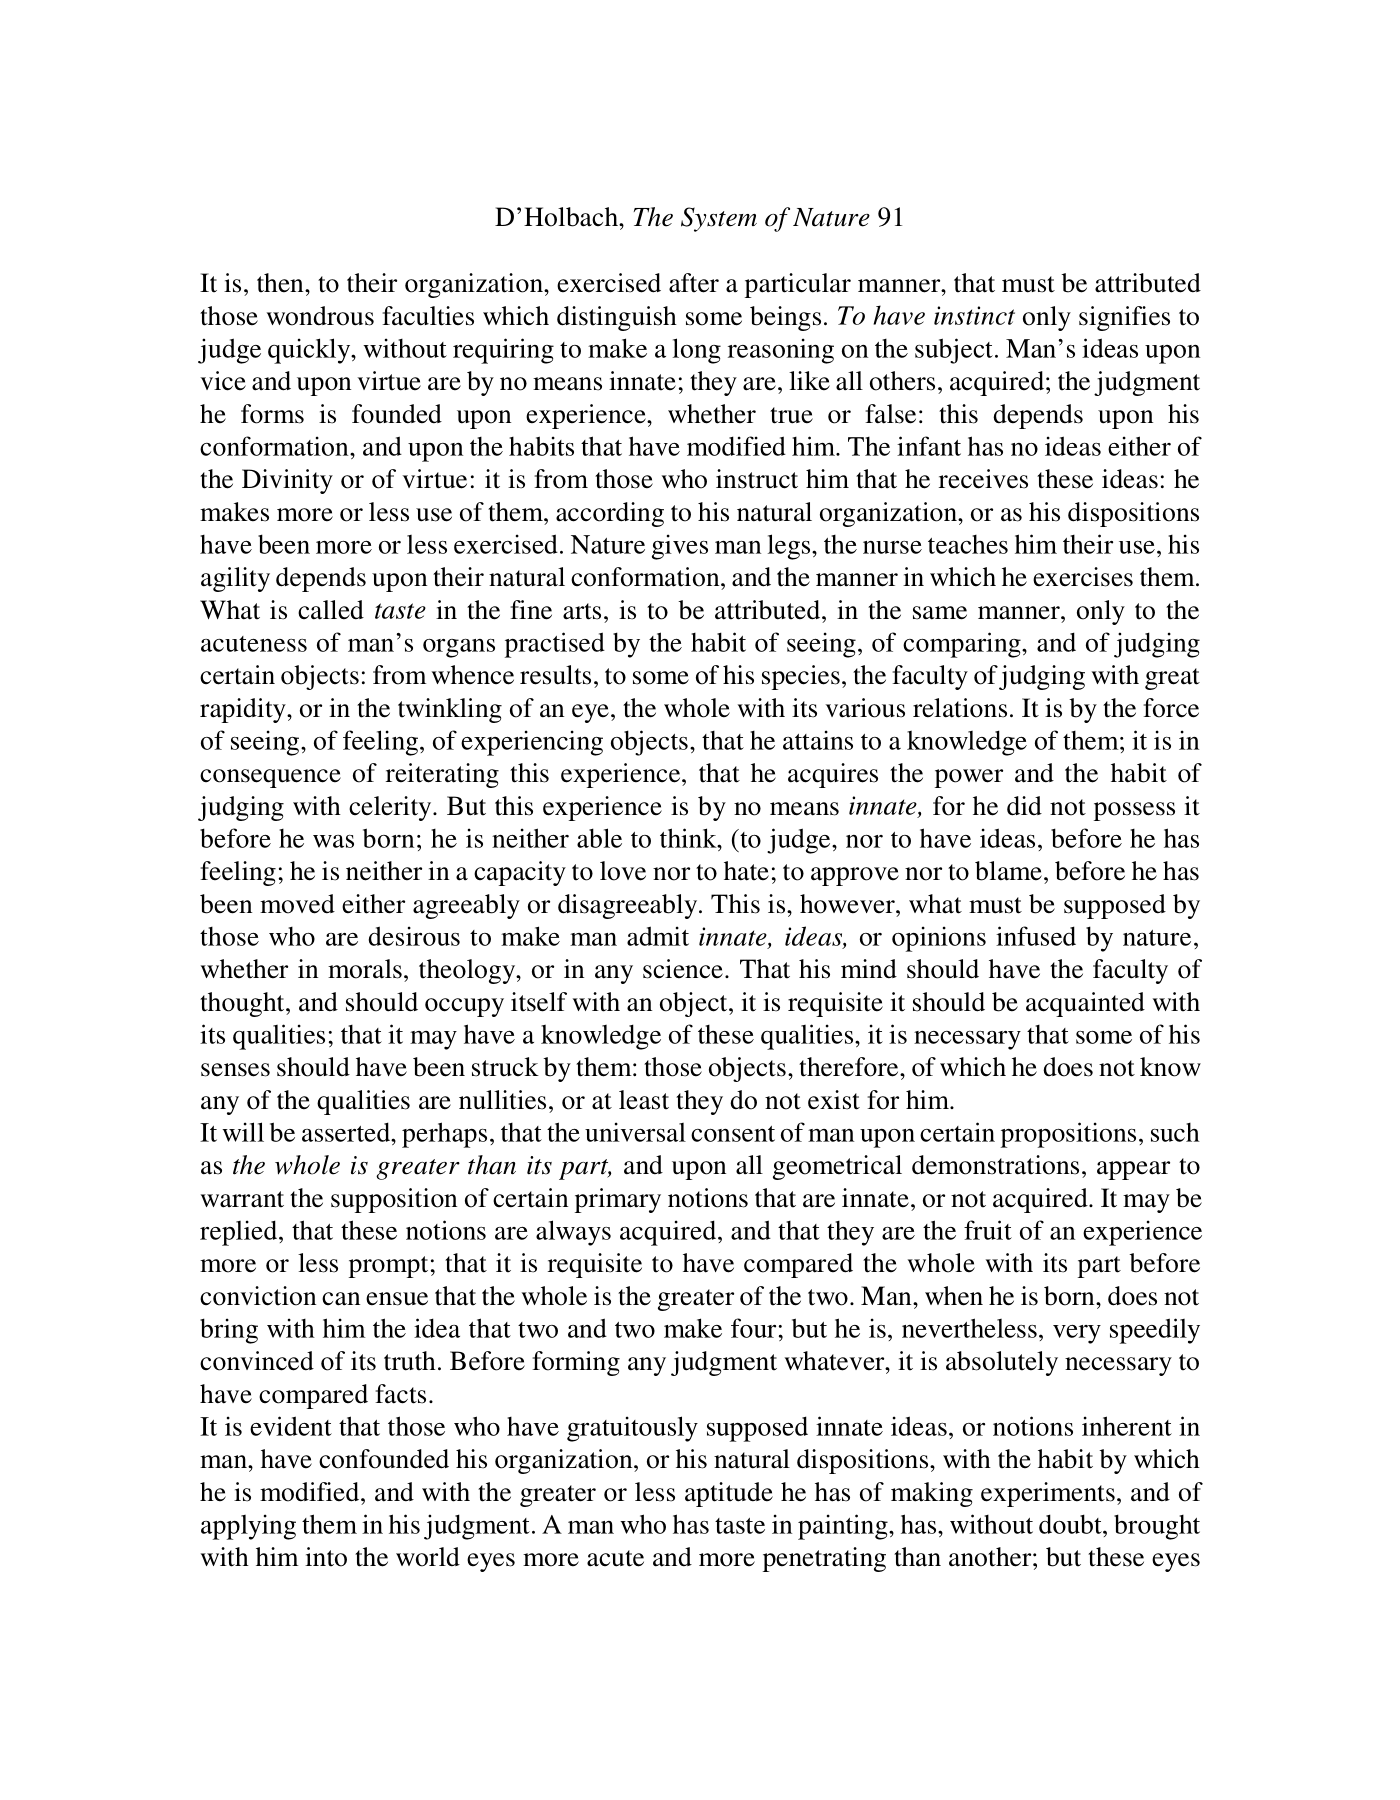 D’Holbach, The System of Nature 91
It is, then, to their organization, exercised after a particular manner, that must be attributed
those wondrous faculties which distinguish some beings. To have instinct only signifies to
judge quickly, without requiring to make a long reasoning on the subject. Man’s ideas upon
vice and upon virtue are by no means innate; they are, like all others, acquired; the judgment
he forms is founded upon experience, whether true or false: this depends upon his
conformation, and upon the habits that have modified him. The infant has no ideas either of
the Divinity or of virtue: it is from those who instruct him that he receives these ideas: he
makes more or less use of them, according to his natural organization, or as his dispositions
have been more or less exercised. Nature gives man legs, the nurse teaches him their use, his
agility depends upon their natural conformation, and the manner in which he exercises them.
What is called taste in the fine arts, is to be attributed, in the same manner, only to the
acuteness of man’s organs practised by the habit of seeing, of comparing, and of judging
certain objects: from whence results, to some of his species, the faculty of judging with great
rapidity, or in the twinkling of an eye, the whole with its various relations. It is by the force
of seeing, of feeling, of experiencing objects, that he attains to a knowledge of them; it is in
consequence of reiterating this experience, that he acquires the power and the habit of
judging with celerity. But this experience is by no means innate, for he did not possess it
before he was born; he is neither able to think, (to judge, nor to have ideas, before he has
feeling; he is neither in a capacity to love nor to hate; to approve nor to blame, before he has
been moved either agreeably or disagreeably. This is, however, what must be supposed by
those who are desirous to make man admit innate, ideas, or opinions infused by nature,
whether in morals, theology, or in any science. That his mind should have the faculty of
thought, and should occupy itself with an object, it is requisite it should be acquainted with
its qualities; that it may have a knowledge of these qualities, it is necessary that some of his
senses should have been struck by them: those objects, therefore, of which he does not know
any of the qualities are nullities, or at least they do not exist for him.
It will be asserted, perhaps, that the universal consent of man upon certain propositions, such
as the whole is greater than its part, and upon all geometrical demonstrations, appear to
warrant the supposition of certain primary notions that are innate, or not acquired. It may be
replied, that these notions are always acquired, and that they are the fruit of an experience
more or less prompt; that it is requisite to have compared the whole with its part before
conviction can ensue that the whole is the greater of the two. Man, when he is born, does not
bring with him the idea that two and two make four; but he is, nevertheless, very speedily
convinced of its truth. Before forming any judgment whatever, it is absolutely necessary to
have compared facts.
It is evident that those who have gratuitously supposed innate ideas, or notions inherent in
man, have confounded his organization, or his natural dispositions, with the habit by which
he is modified, and with the greater or less aptitude he has of making experiments, and of
applying them in his judgment. A man who has taste in painting, has, without doubt, brought
with him into the world eyes more acute and more penetrating than another; but these eyes